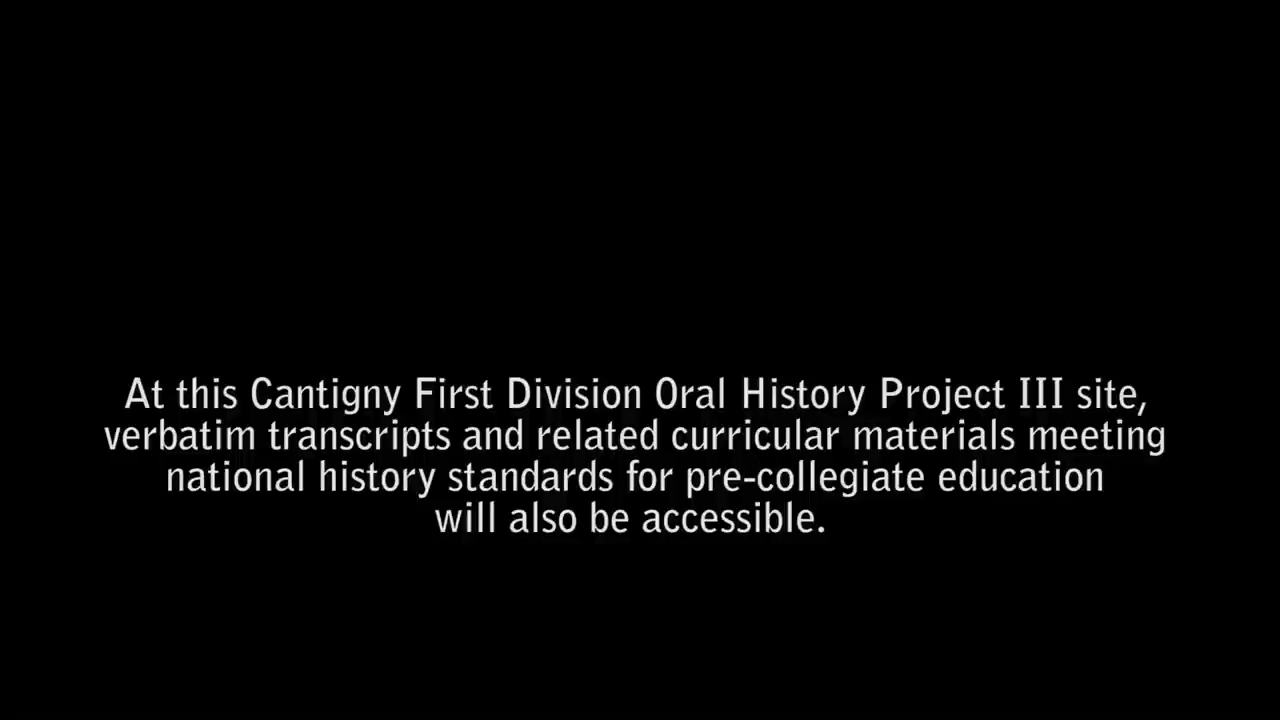 At this Cantigny First Division Oral History Project III site,
verbatim transcripts and related curricular materials meeting
national history standards for pre-collegiate education
will also be accessible.